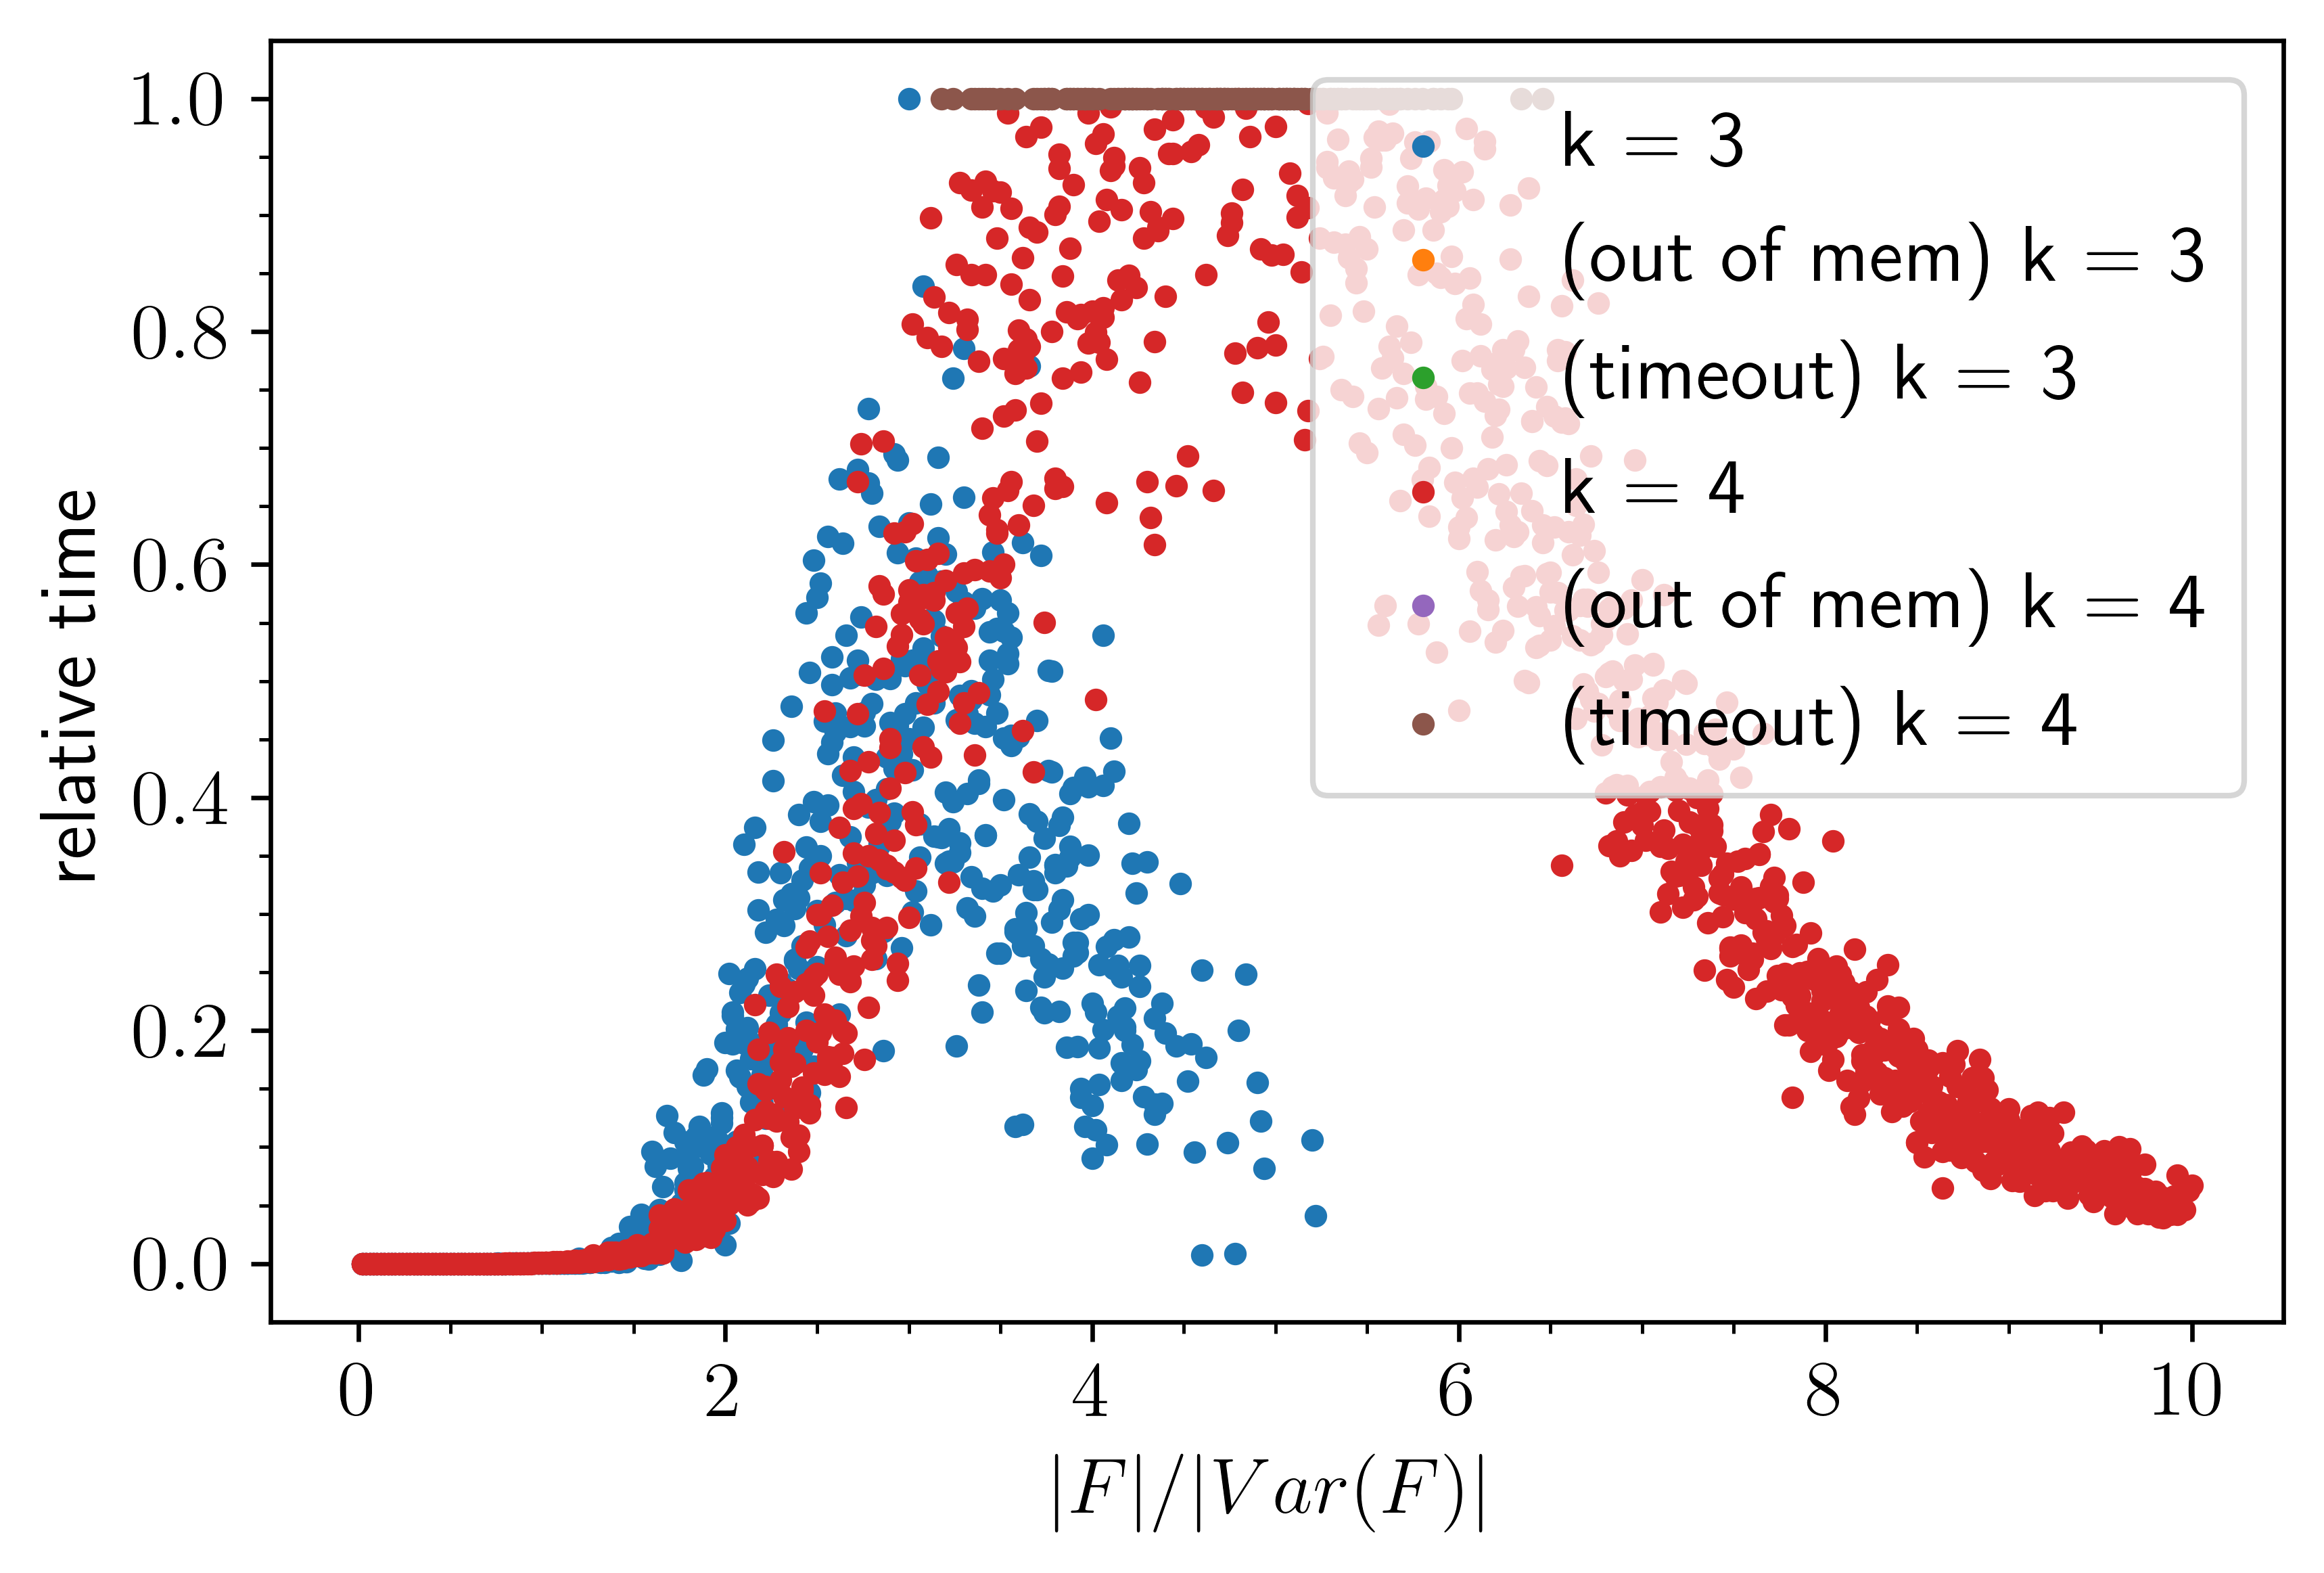 1.0
0.8
0.6
0.4
0.2
0.0
relative time
k = 3
(out of mem) k = 3
(timeout) k = 3
k = 4
(out of mem) k = 4
(timeout) k = 4
0 2 4 6 8 10
|F|/|Var(F)|